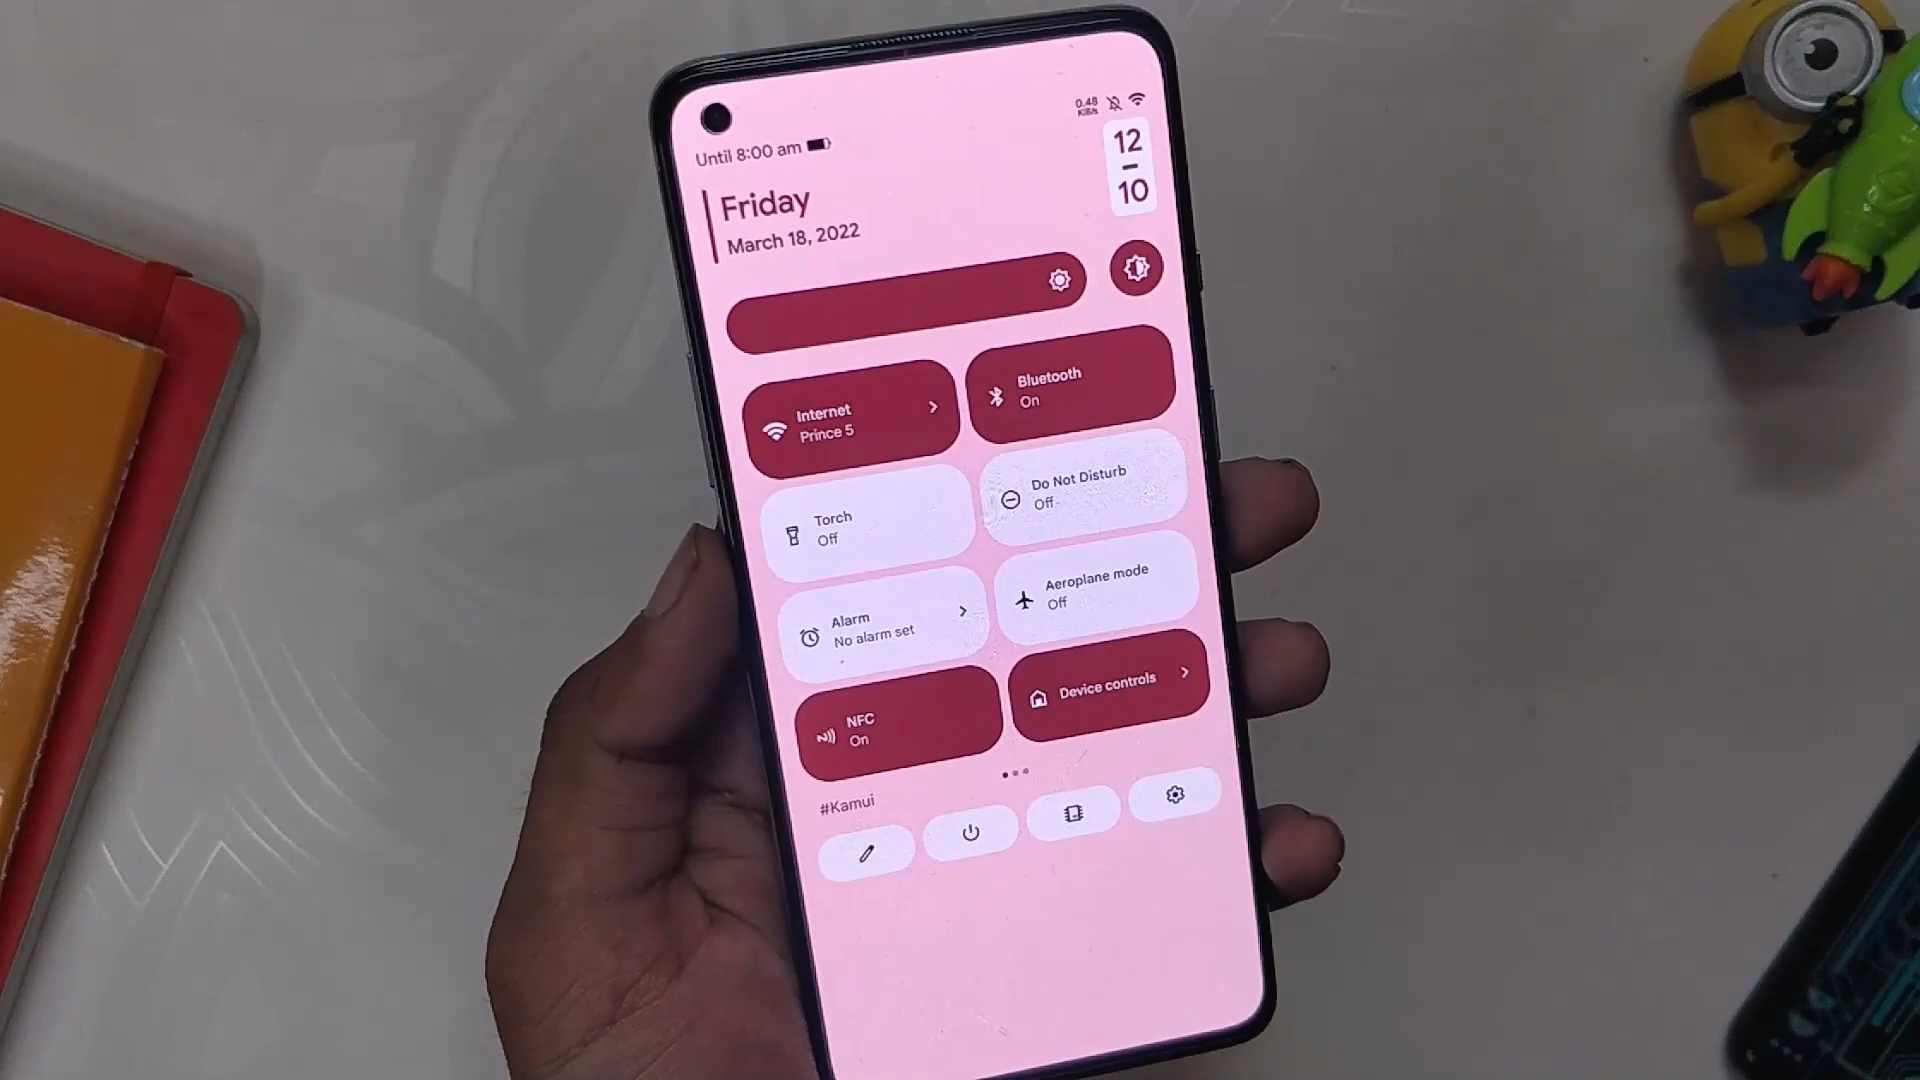 0.48
KiB/s
Until 8:00 am
12
10
Friday
March 18, 2022
Internet
Prince 5
Bluetooth
On
Torch
Off
Do Not Disturb
Off
Alarm
No alarm set
Aeroplane mode
Off
NFC
On
Device controls
#Kamui